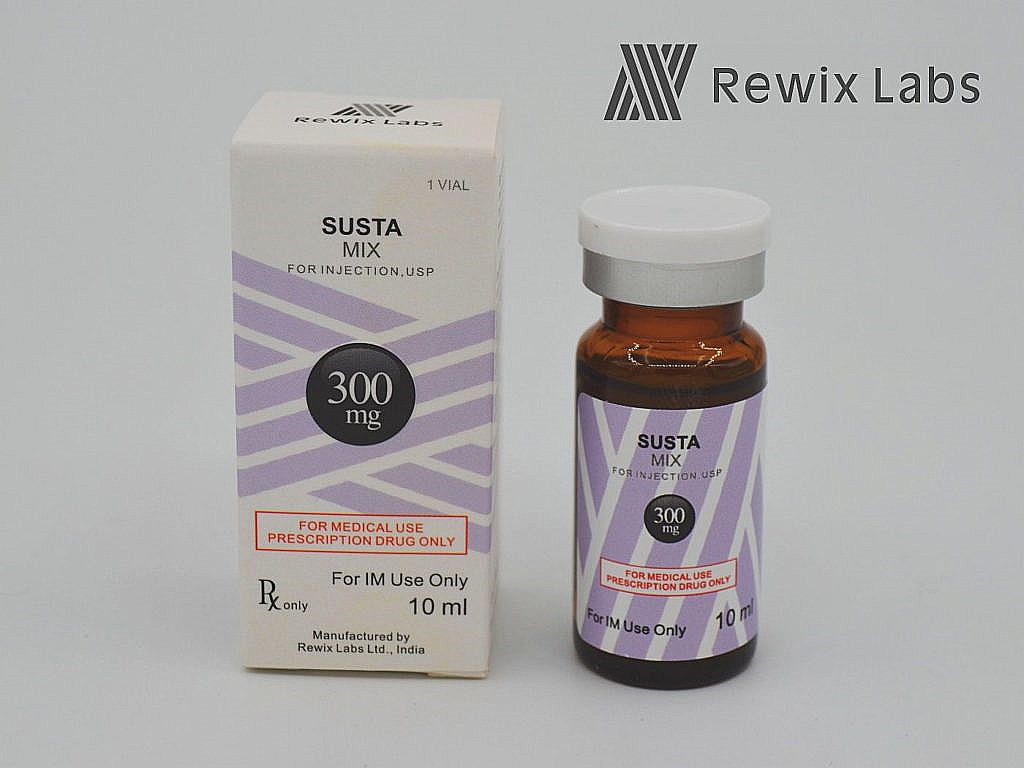 Rewix Labs
Rewix Labs
1 VIAL
SUSTA
MIX
FOR INJECTION,USP
300
mg
FOR MEDICAL USE
PRESCRIPTION DRUG ONLY
For IM Use Only
Rx only
10 ml
Manufactured by
Rewix Labs Ltd., India
SUSTA
MIX
FOR INJECTION,USP
300
mg
FOR MEDICAL USE
PRESCRIPTION DRUG ONLY
For IM Use Only
10 ml